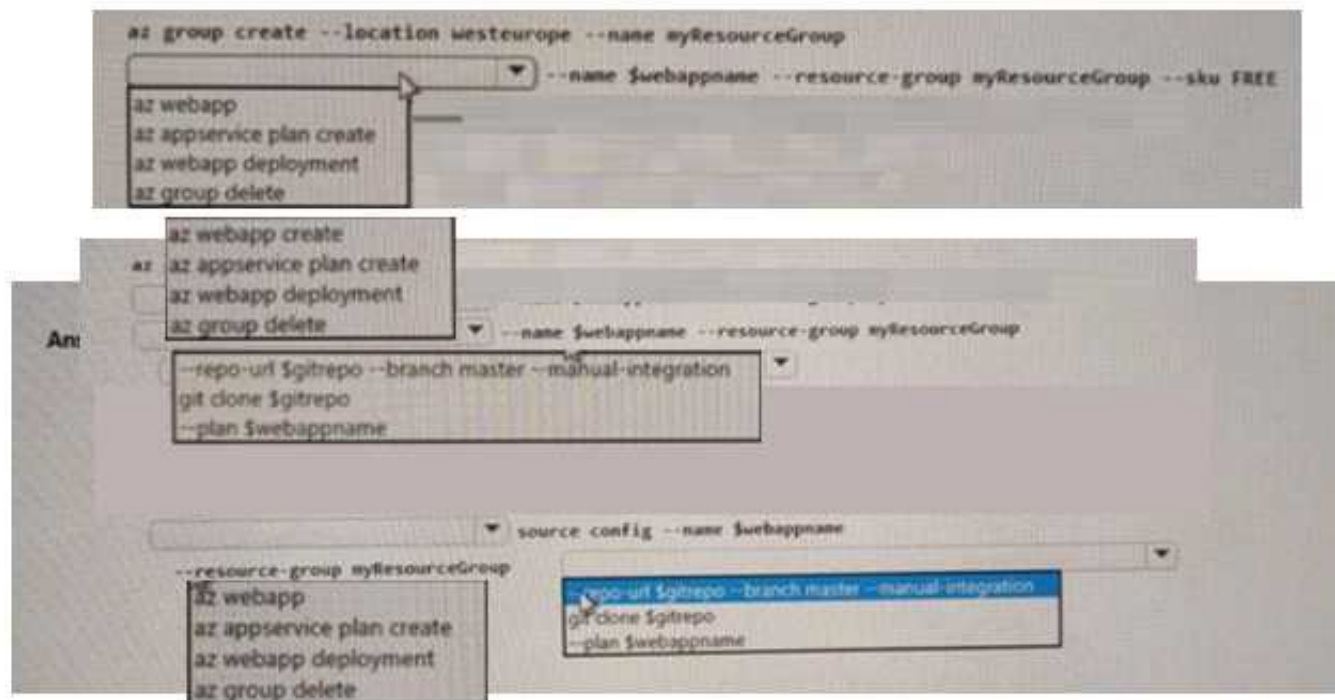 az group create --location westeurope --name myResourceGroup
--name $webappname --resource-group myResourceGroup --sku FREE
az webapp
az appservice plan create
az webapp deployment
az group delete
az webapp create
az az appservice plan create
az webapp deployment
az group delete
Ans
--name $webappname --resource-group myResourceGroup
--repo-url $gitrepo --branch master --manual-integration
git clone $gitrepo
--plan $webappname
source config --name $webappname
--resource-group myResourceGroup
az webapp
az appservice plan create
az webapp deployment
az group delete
--repo-url $gitrepo --branch master --manual-integration
git clone $gitrepo
--plan $webappname